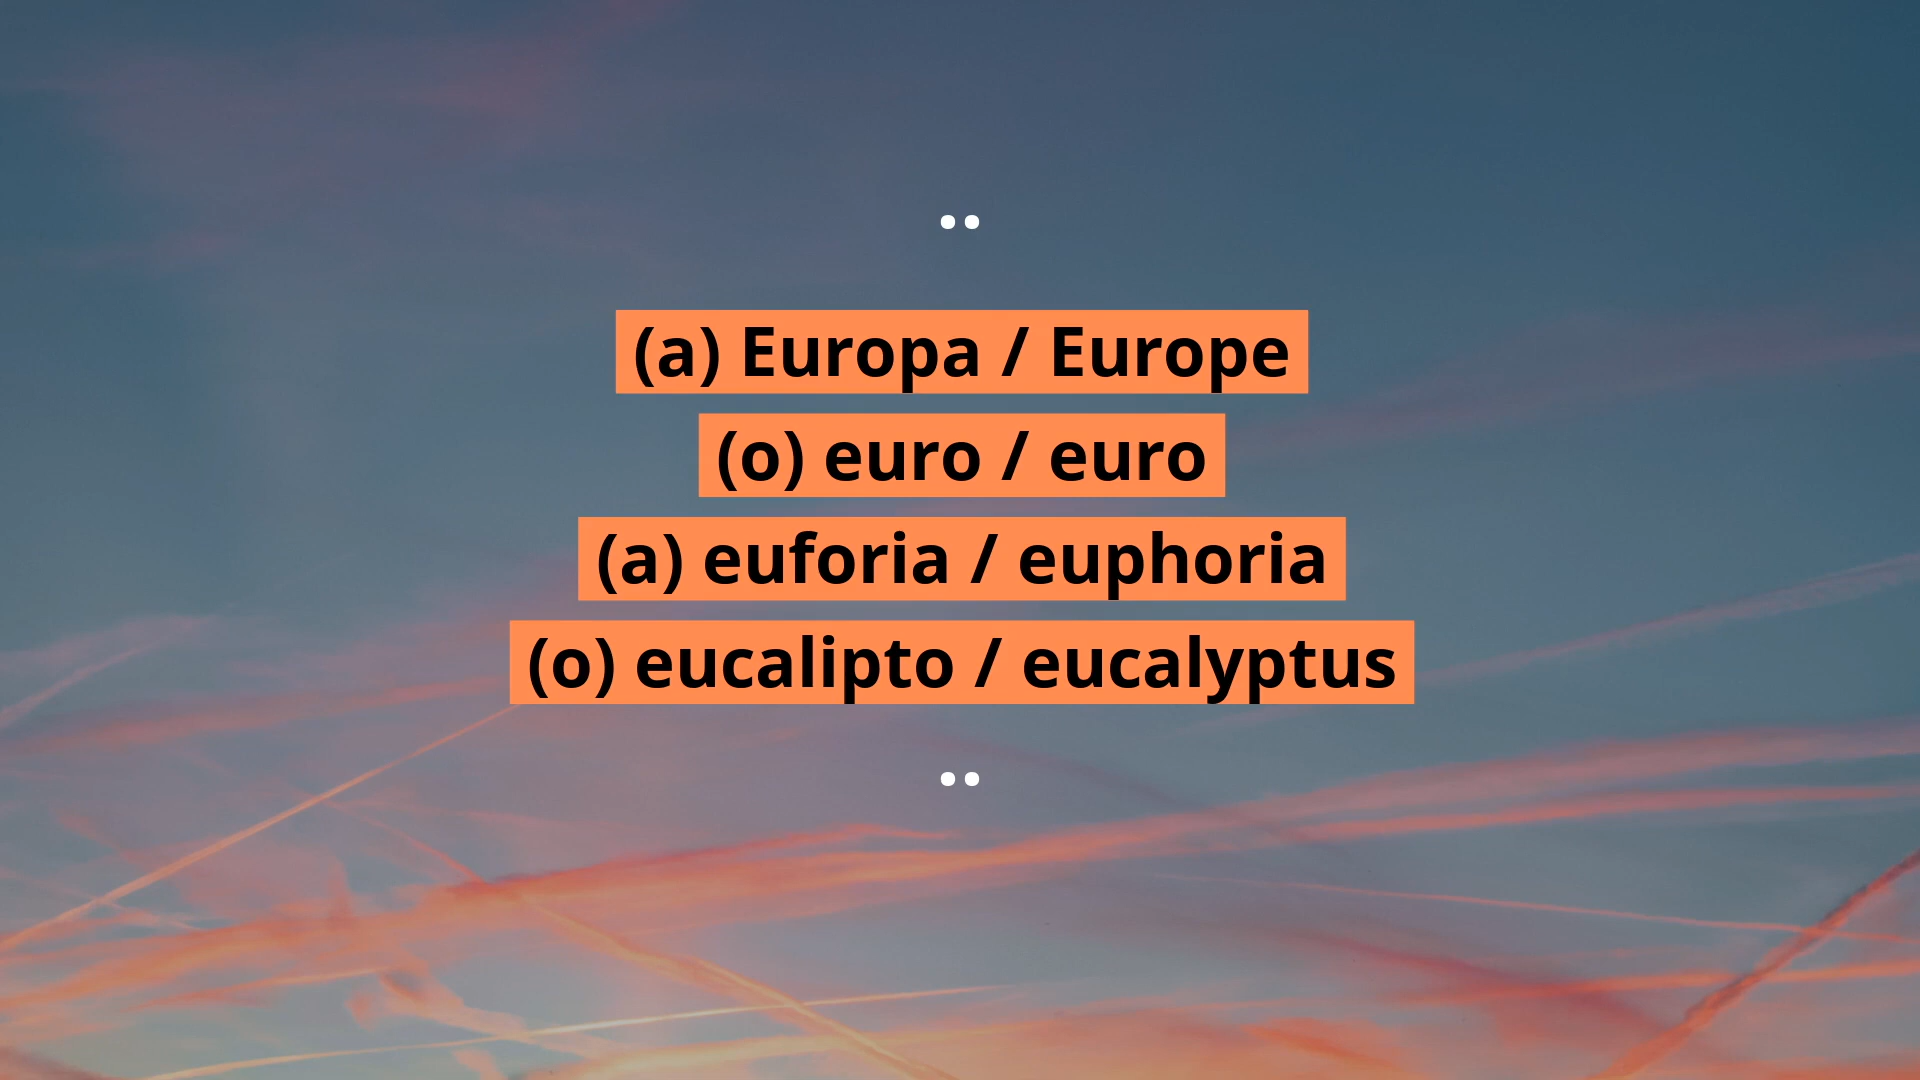 ..
(a) Europa / Europe
(o) euro / euro
(a) euforia / euphoria
(o) eucalipto / eucalyptus
..